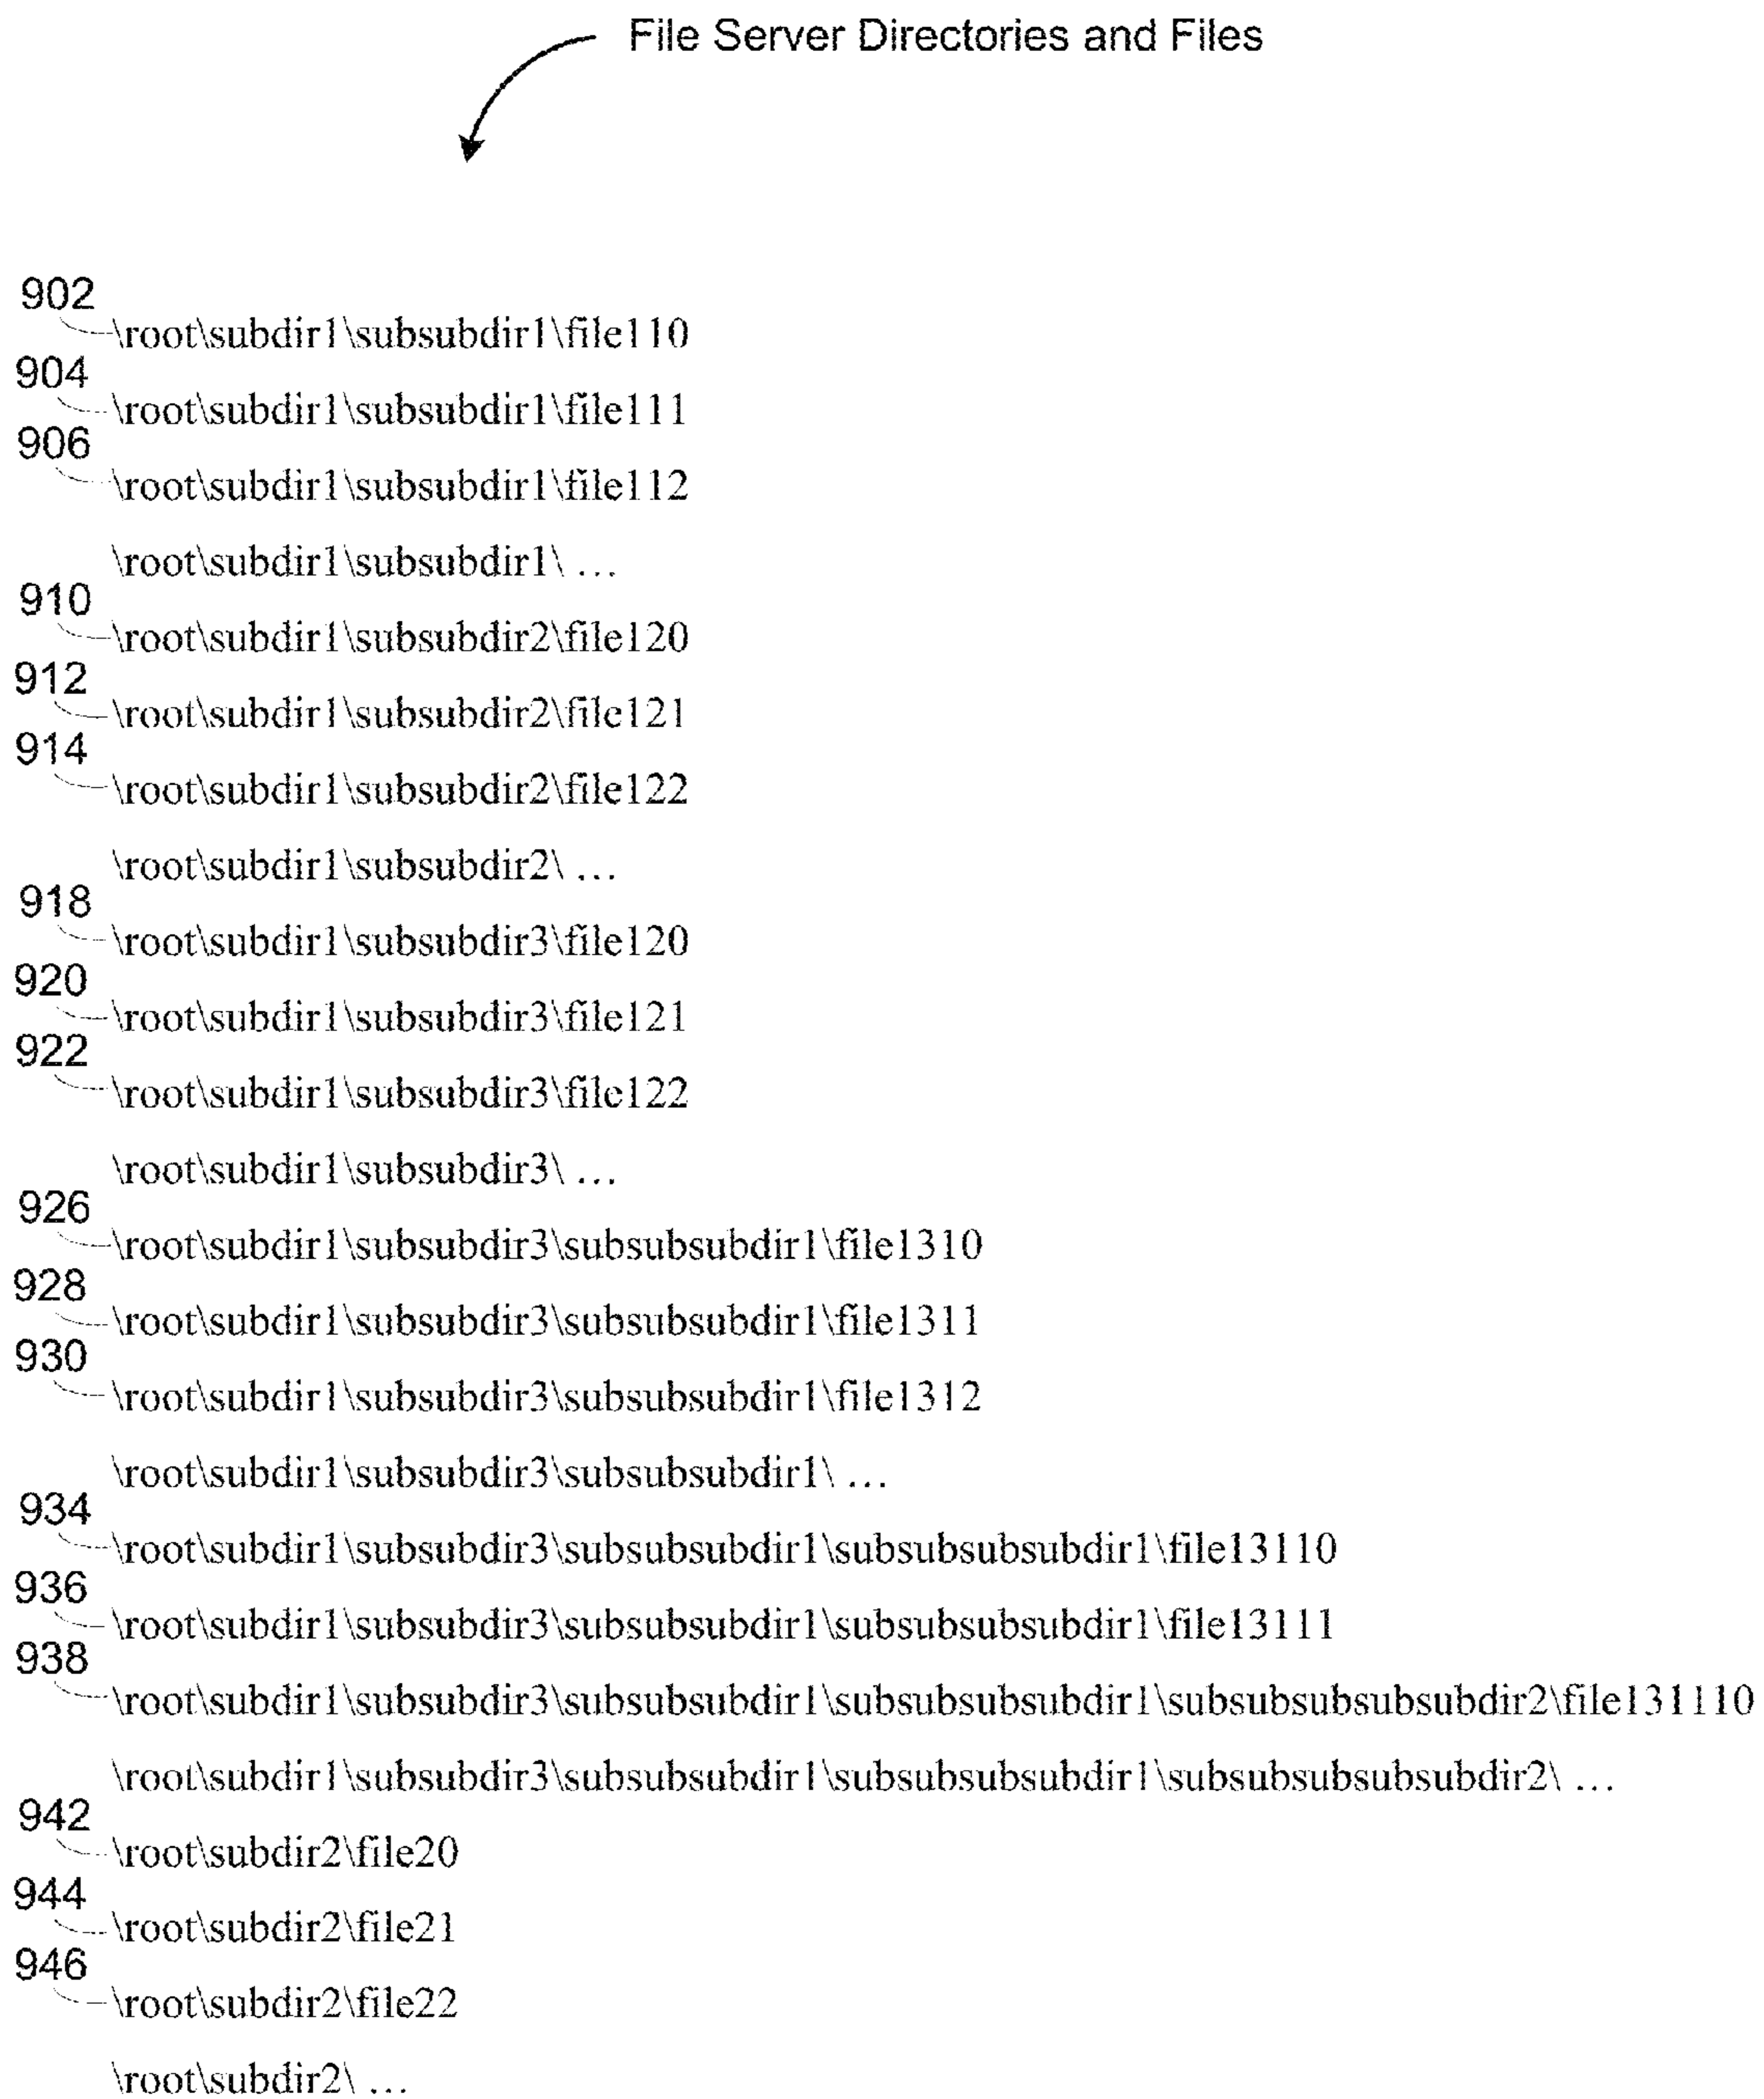 File Server Directories and Files
902
\root\subdir1\subsubdir1\file110
904
\root\subdir1\subsubdir1\file111
906
\root\subdir1\subsubdir1\file112
\root\subdir1\subsubdir1\ ...
910
\root\subdir1\subsubdir2\file120
912
\root\subdir1\subsubdir2\file121
914
\root\subdir1\subsubdir2\file122
\root\subdir1\subsubdir2\ ...
918
\root\subdir1\subsubdir3\file120
920
\root\subdir1\subsubdir3\file121
922
\root\subdir1\subsubdir3\file122
\root\subdir1\subsubdir3\ ...
926
\root\subdir1\subsubdir3\subsubsubdir1\file1310
928
\root\subdir1\subsubdir3\subsubsubdir1\file1311
930
\root\subdir1\subsubdir3\subsubsubdir1\file1312
\root\subdir1\subsubdir3\subsubsubdir1\ ...
934
\root\subdir1\subsubdir3\subsubsubdir1\subsubsubsubdir1\file13110
936
\root\subdir1\subsubdir3\subsubsubdir1\subsubsubsubdir1\file13111
938
\root\subdir1\subsubdir3\subsubsubdir1\subsubsubsubdir1\subsubsubsubsubdir2\file131110
\root\subdir1\subsubdir3\subsubsubdir1\subsubsubsubdir1\subsubsubsubsubdir2\ ...
942
\root\subdir2\file20
944
\root\subdir2\file21
946
\root\subdir2\file22
\root\subdir2\ ...